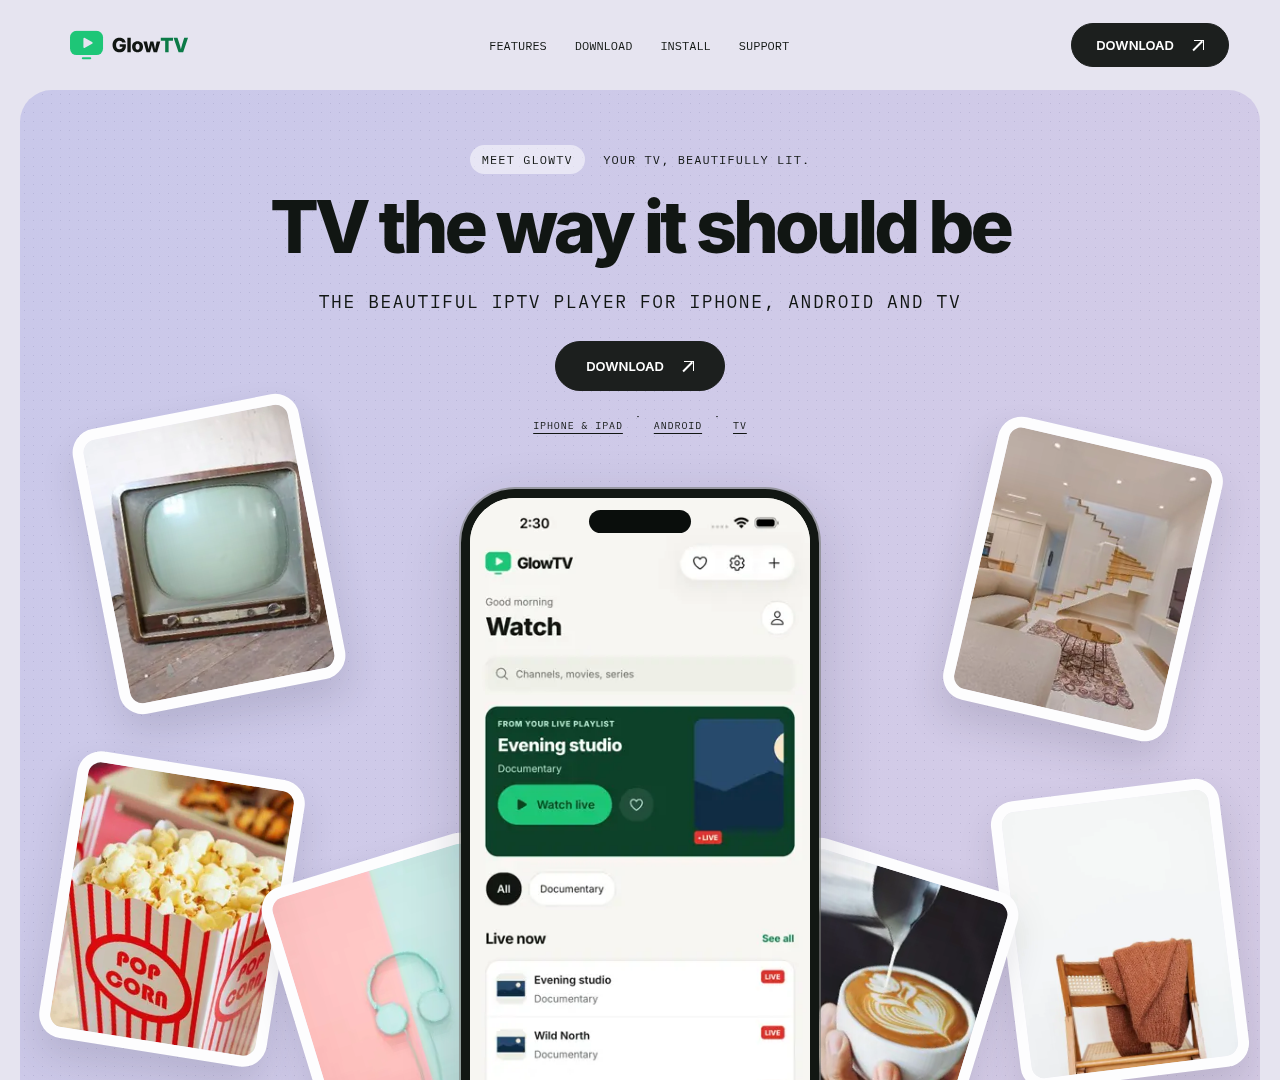 GlowTV
FEATURES DOWNLOAD INSTALL SUPPORT
DOWNLOAD
MEET GLOWTV YOUR TV, BEAUTIFULLY LIT.
TV the way it should be
THE BEAUTIFUL IPTV PLAYER FOR IPHONE, ANDROID AND TV
DOWNLOAD
IPHONE & IPAD · ANDROID · TV
2:30
GlowTV
Good morning
Watch
Channels, movies, series
FROM YOUR LIVE PLAYLIST
Evening studio
Documentary
Watch live
• LIVE
All Documentary
Live now See all
Evening studio LIVE
Documentary
Wild North LIVE
Documentary
POP
CORN
POP
CORN